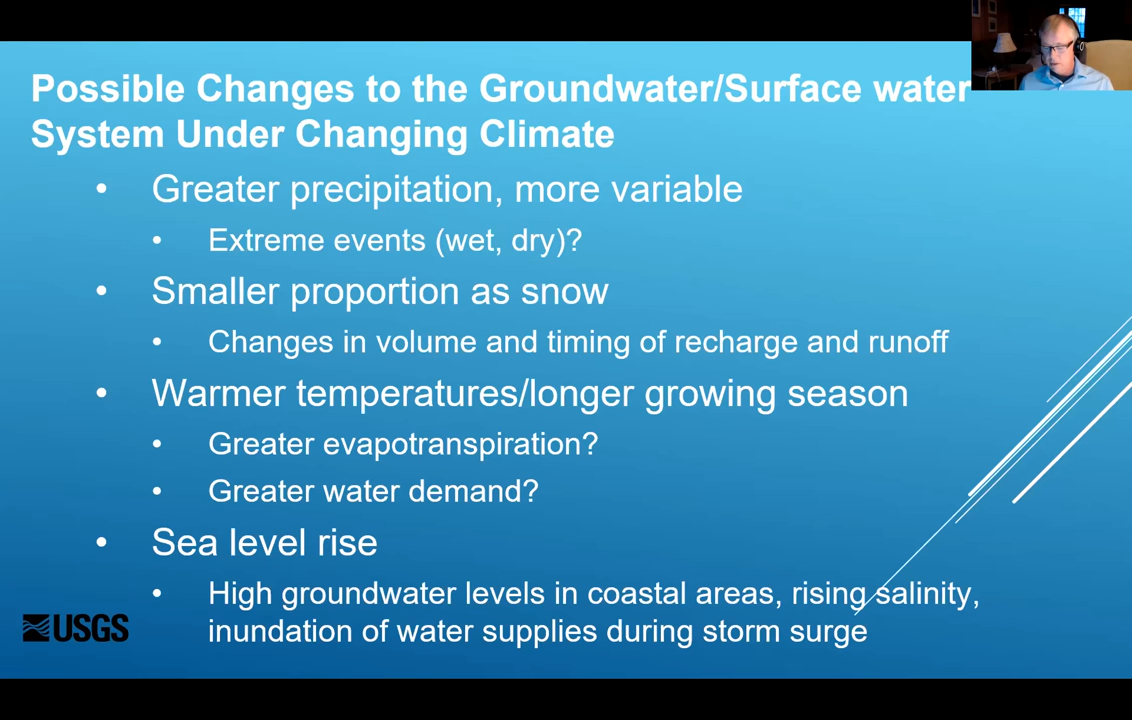 Possible Changes to the Groundwater/Surface water
System Under Changing Climate
• Greater precipitation, more variable
• Extreme events (wet, dry)?
• Smaller proportion as snow
• Changes in volume and timing of recharge and runoff
• Warmer temperatures/longer growing season
• Greater evapotranspiration?
• Greater water demand?
• Sea level rise
• High groundwater levels in coastal areas, rising salinity,
inundation of water supplies during storm surge
USGS